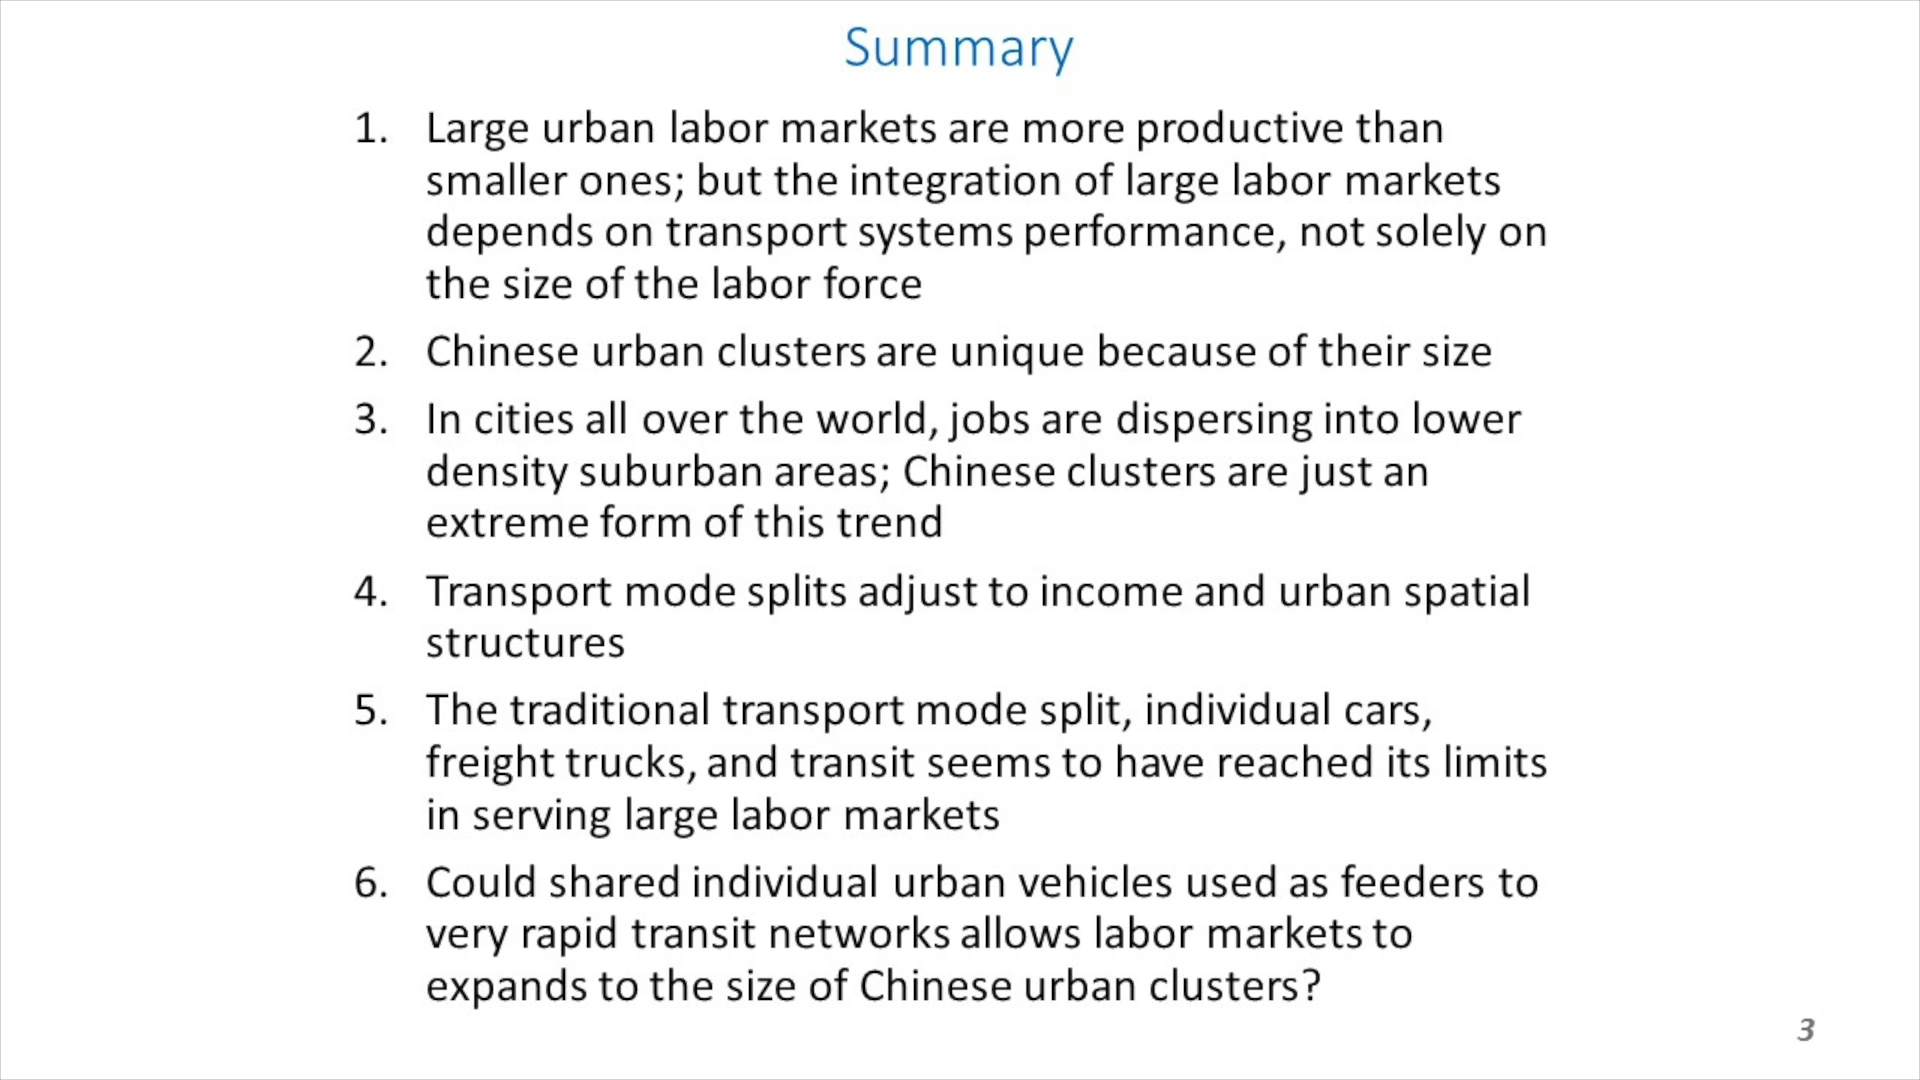 Summary
1. Large urban labor markets are more productive than
smaller ones; but the integration of large labor markets
depends on transport systems performance, not solely on
the size of the labor force
2. Chinese urban clusters are unique because of their size
3. In cities all over the world, jobs are dispersing into lower
density suburban areas; Chinese clusters are just an
extreme form of this trend
4. Transport mode splits adjust to income and urban spatial
structures
5. The traditional transport mode split, individual cars,
freight trucks, and transit seems to have reached its limits
in serving large labor markets
6. Could shared individual urban vehicles used as feeders to
very rapid transit networks allows labor markets to
expands to the size of Chinese urban clusters?
3